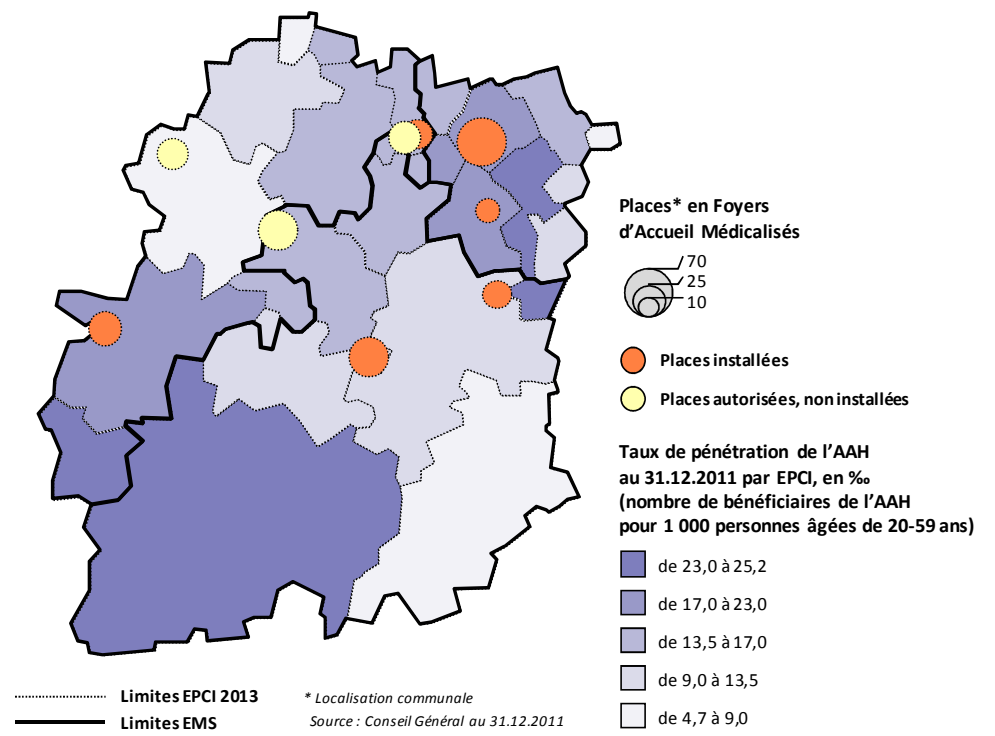 Places* en Foyers
d’Accueil Médicalisés
70
25
10
Places installées
Places autorisées, non installées
Taux de pénétration de l’AAH
au 31.12.2011 par EPCI, en ‰
(nombre de bénéficiaires de l’AAH
pour 1 000 personnes âgées de 20-59 ans)
de 23,0 à 25,2
de 17,0 à 23,0
de 13,5 à 17,0
de 9,0 à 13,5
de 4,7 à 9,0
Limites EPCI 2013
Limites EMS
* Localisation communale
Source : Conseil Général au 31.12.2011